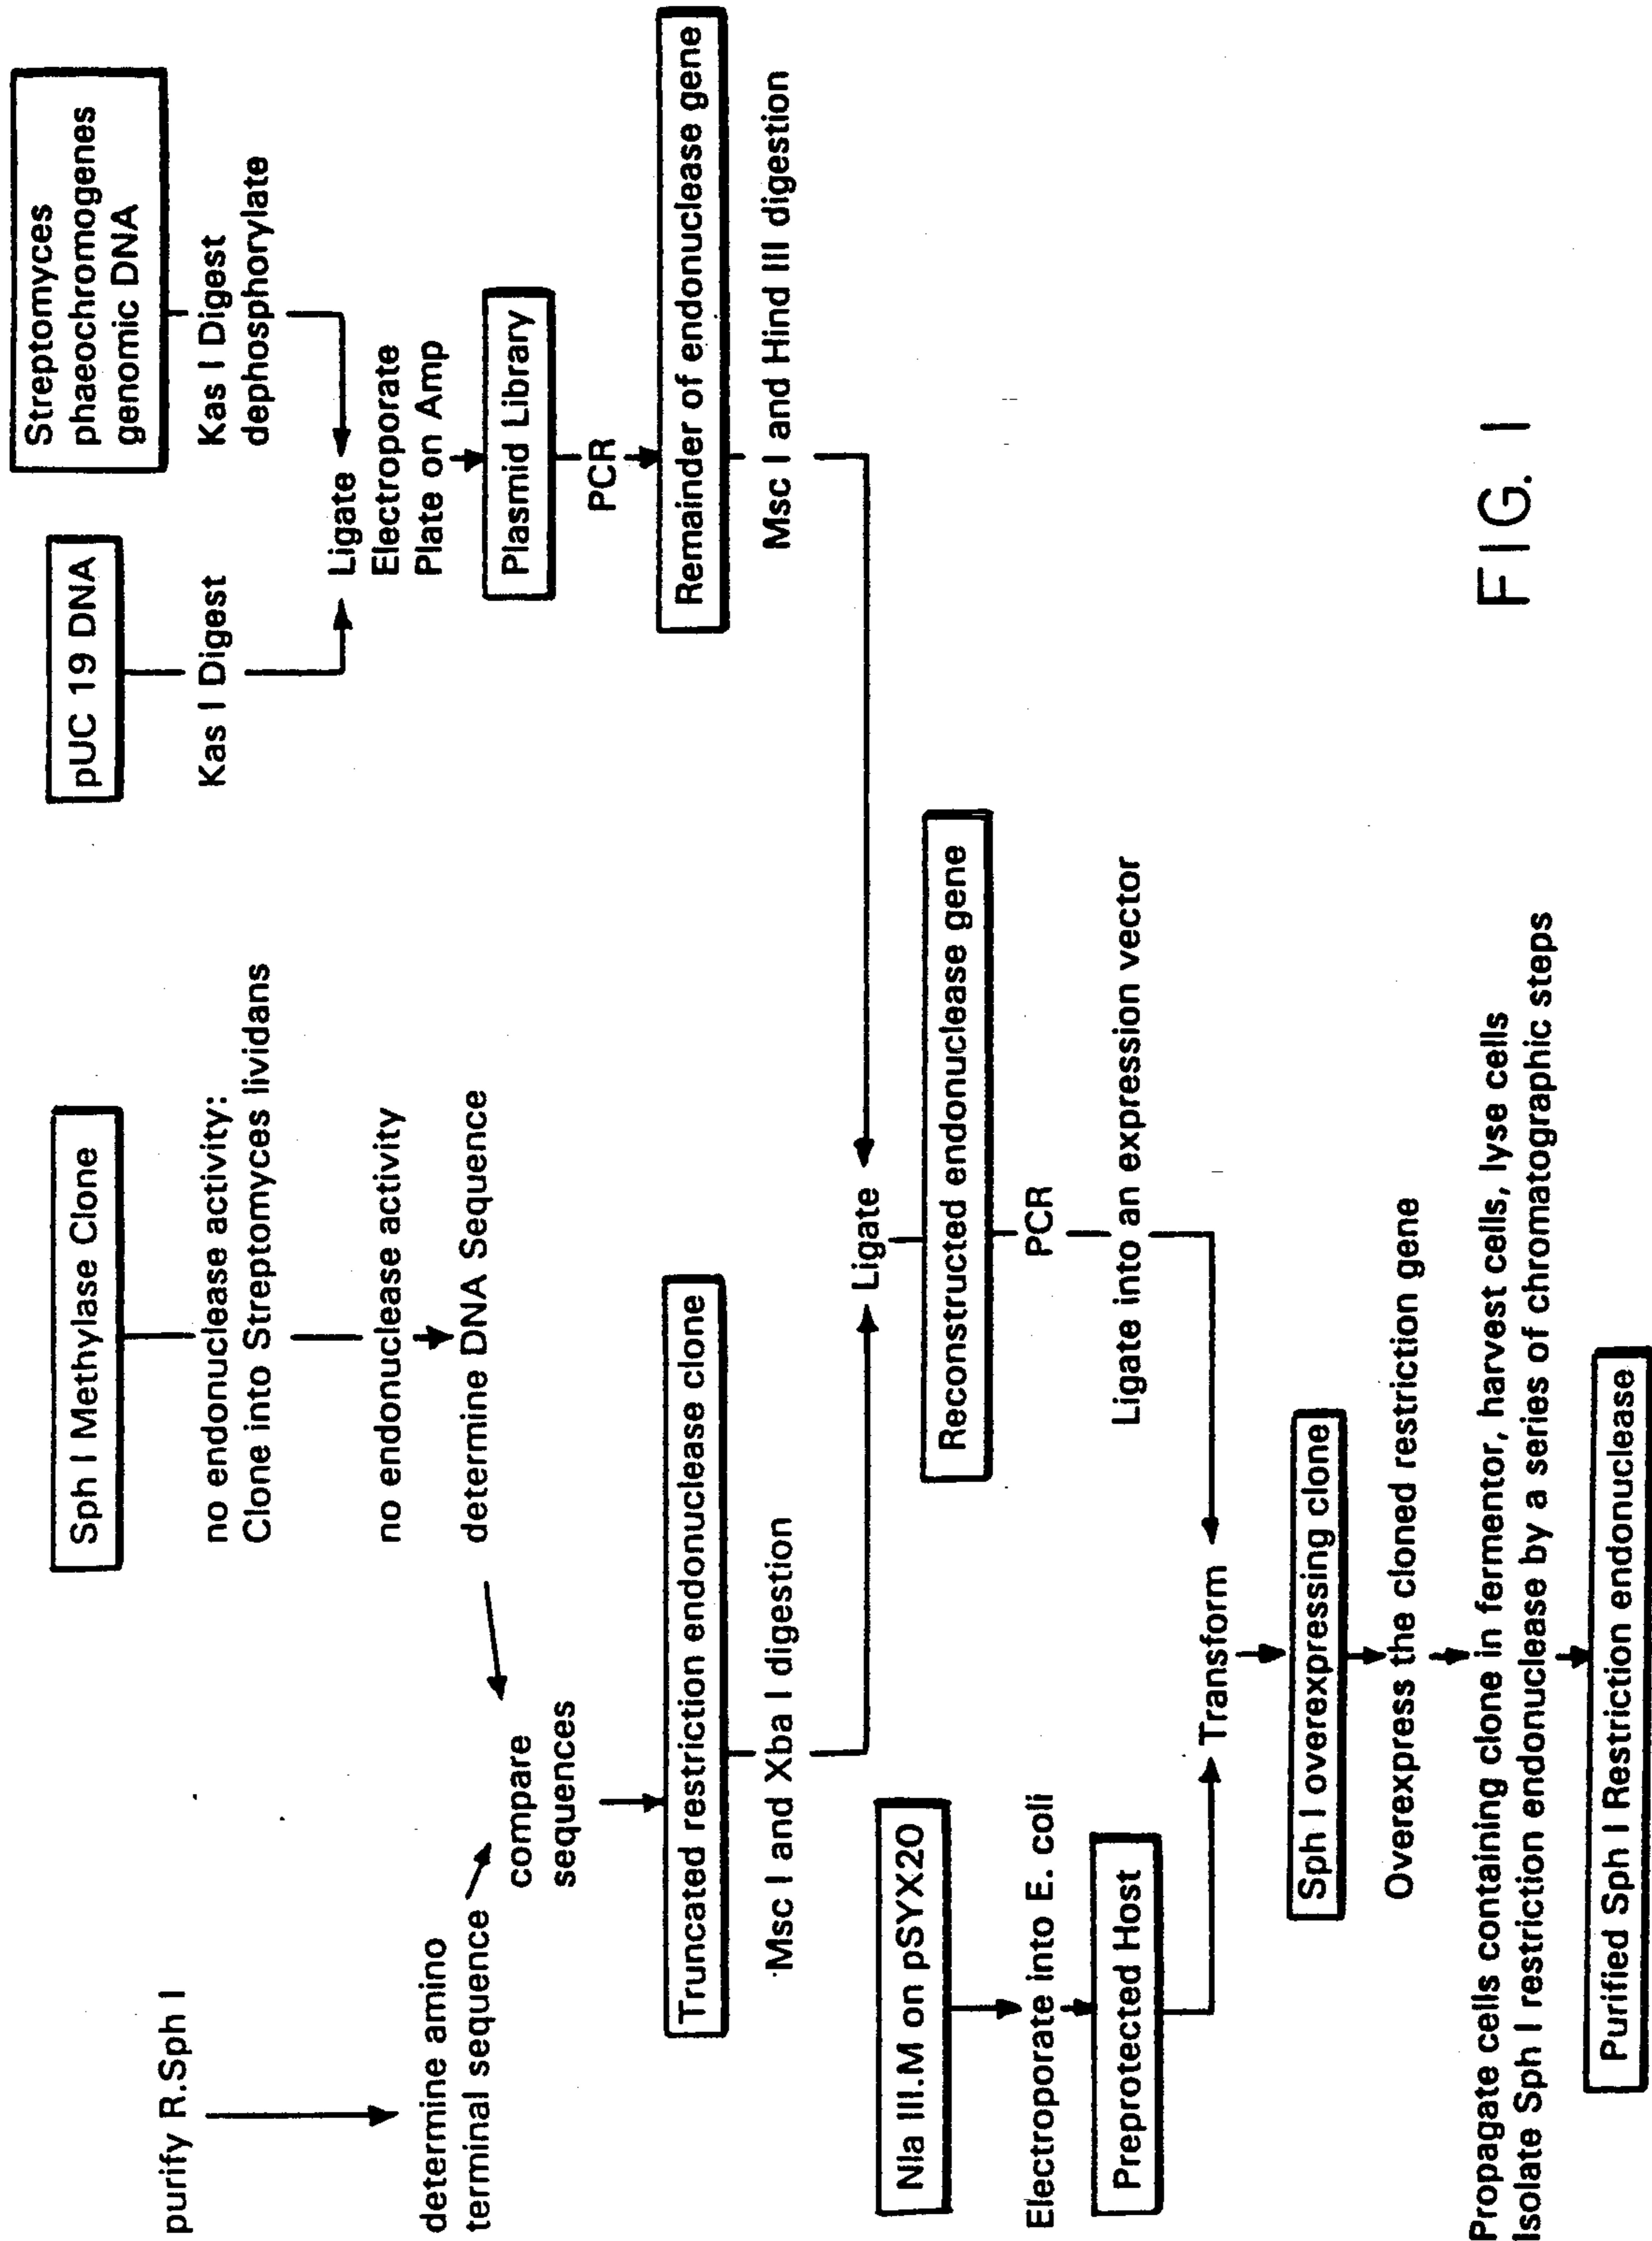 purify R.Sph I
determine amino
terminal sequence
Sph I Methylase Clone
no endonuclease activity:
Clone into Streptomyces lividans
no endonuclease activity
determine DNA Sequence
compare
sequences
pUC 19 DNA
Kas I Digest
Streptomyces
phaeochromogenes
genomic DNA
Kas I Digest
dephosphorylate
Ligate
Electroporate
Plate on Amp
Plasmid Library
PCR
Remainder of endonuclease gene
Msc I and Hind III digestion
Truncated restriction endonuclease clone
Msc I and Xba I digestion
Ligate
Reconstructed endonuclease gene
PCR
Ligate into an expression vector
Nla III.M on pSYX20
Electroporate into E. coli
Preprotected Host
Transform
Sph I overexpressing clone
Overexpress the cloned restriction gene
Propagate cells containing clone in fermentor, harvest cells, lyse cells
Isolate Sph I restriction endonuclease by a series of chromatographic steps
Purified Sph I Restriction endonuclease
FIG. 1